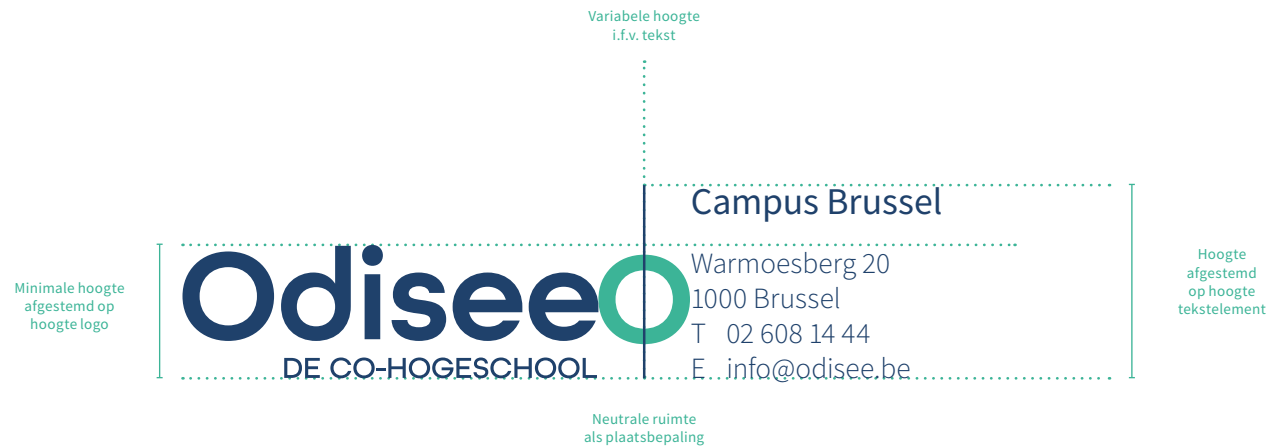 Variabele hoogte
i.f.v. tekst
Campus Brussel
Minimale hoogte
afgestemd op
hoogte logo
Odisee
DE CO-HOGESCHOOL
Warmoesberg 20
1000 Brussel
T 02 608 14 44
E info@odisee.be
Hoogte
afgestemd
op hoogte
tekstelement
Neutrale ruimte
als plaatsbepaling